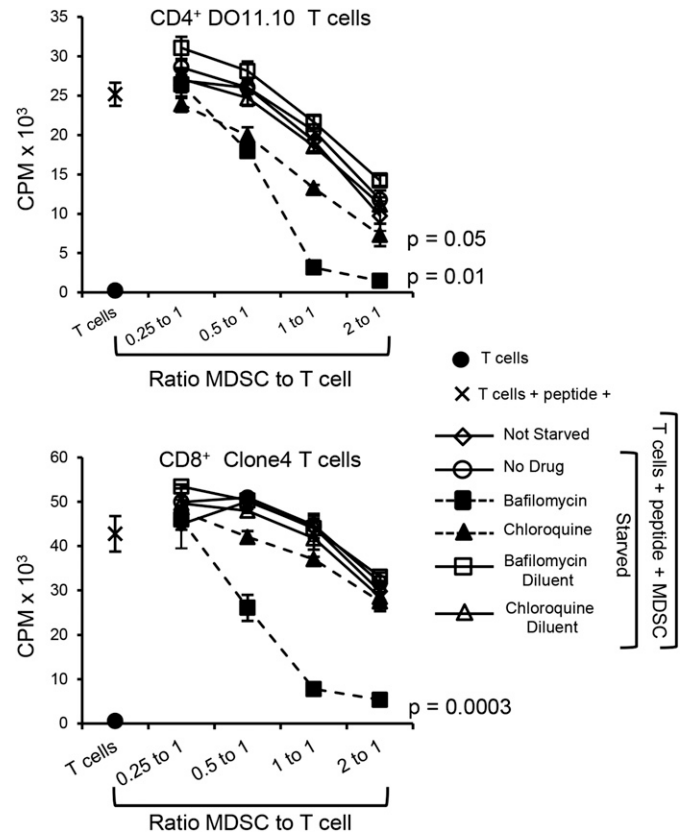 CD4⁺ DO11.10 T cells
35
30
25
20
15
10
5
0
CPM x 10³
p = 0.05
p = 0.01
T cells
0.25 to 1
0.5 to 1
1 to 1
2 to 1
Ratio MDSC to T cell
T cells
T cells + peptide +
Not Starved
No Drug
Bafilomycin
Chloroquine
Bafilomycin
Diluent
Chloroquine
Diluent
Starved
T cells + peptide + MDSC
CD8⁺ Clone4 T cells
60
50
40
30
20
10
0
CPM x 10³
p = 0.0003
T cells
0.25 to 1
0.5 to 1
1 to 1
2 to 1
Ratio MDSC to T cell